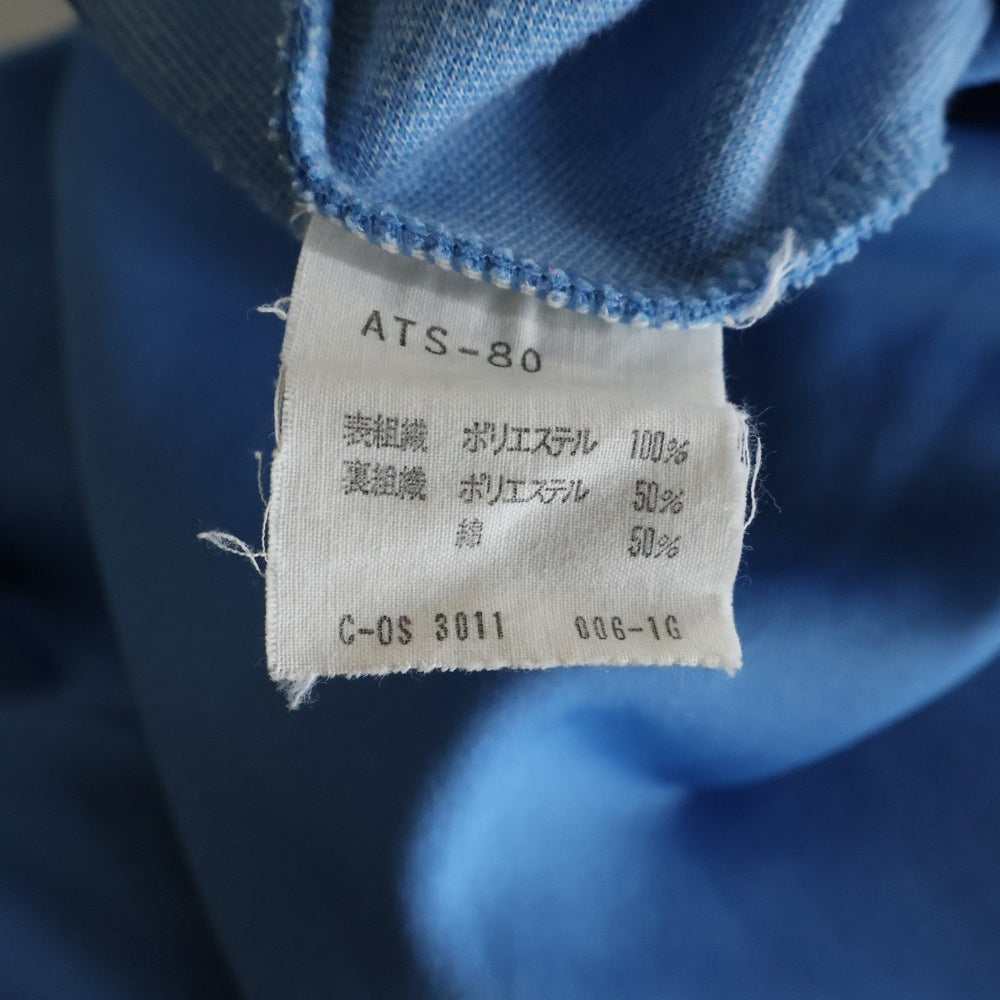 ATS-80
表組織 ポリエステル 100%
裏組織 ポリエステル 50%
綿 50%
C-OS 3011 006-1G